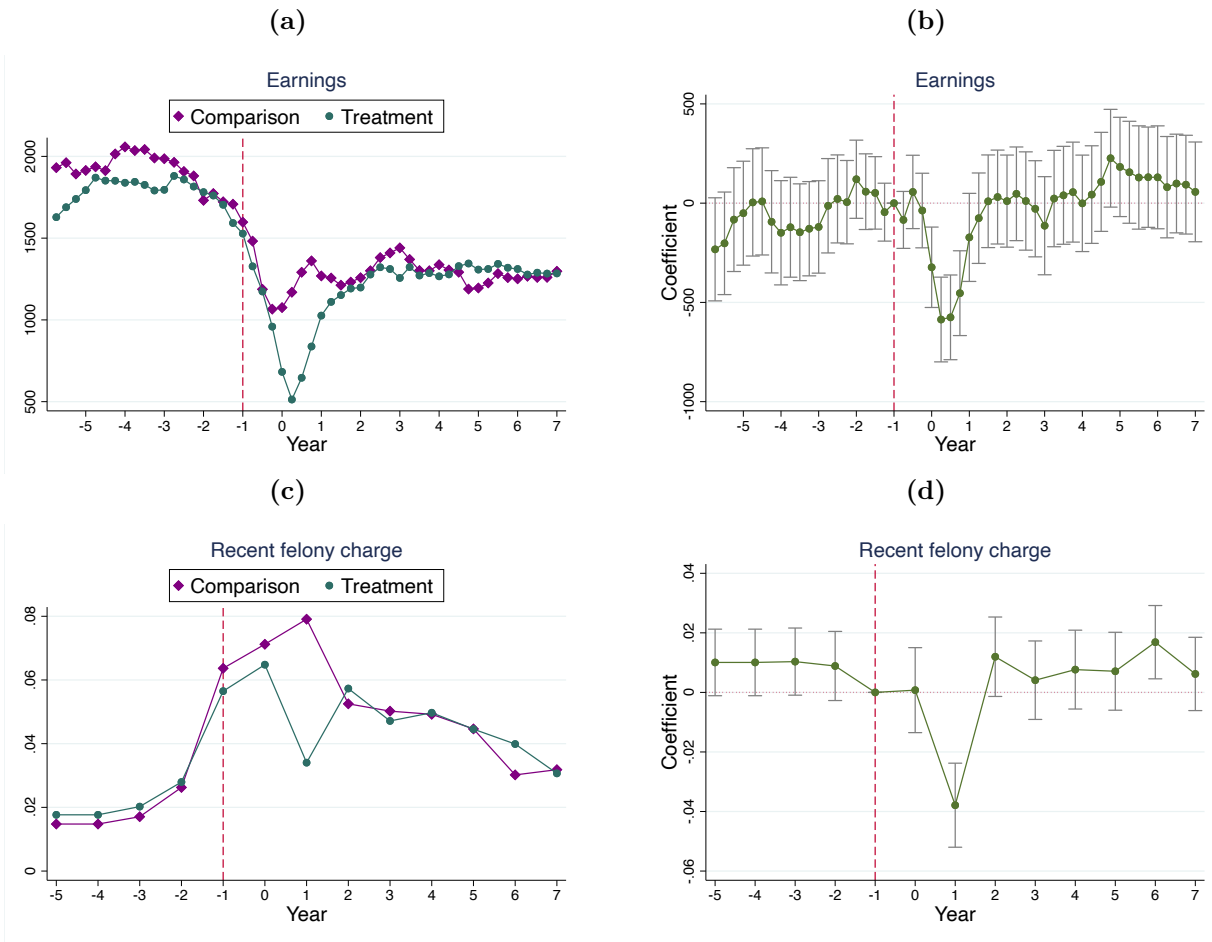 (a)
Earnings
Comparison Treatment
2000
1500
1000
500
-5 -4 -3 -2 -1 0 1 2 3 4 5 6 7
Year
(b)
Earnings
500
0
-500
-1000
Coefficient
-5 -4 -3 -2 -1 0 1 2 3 4 5 6 7
Year
(c)
Recent felony charge
Comparison Treatment
.08
.06
.04
.02
0
-5 -4 -3 -2 -1 0 1 2 3 4 5 6 7
Year
(d)
Recent felony charge
.04
.02
0
-.02
-.04
-.06
Coefficient
-5 -4 -3 -2 -1 0 1 2 3 4 5 6 7
Year